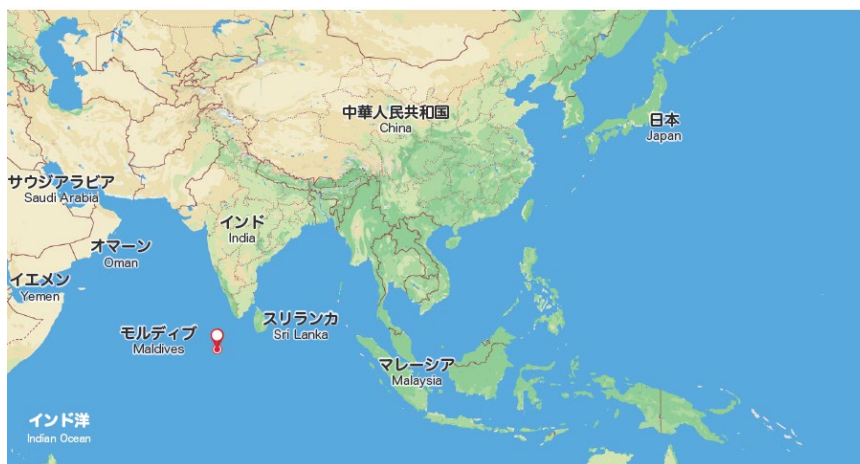 中華人民共和国
China
日本
Japan
サウジアラビア
Saudi Arabia
インド
India
オマーン
Oman
イエメン
Yemen
モルディブ
Maldives
スリランカ
Sri Lanka
マレーシア
Malaysia
インド洋
Indian Ocean